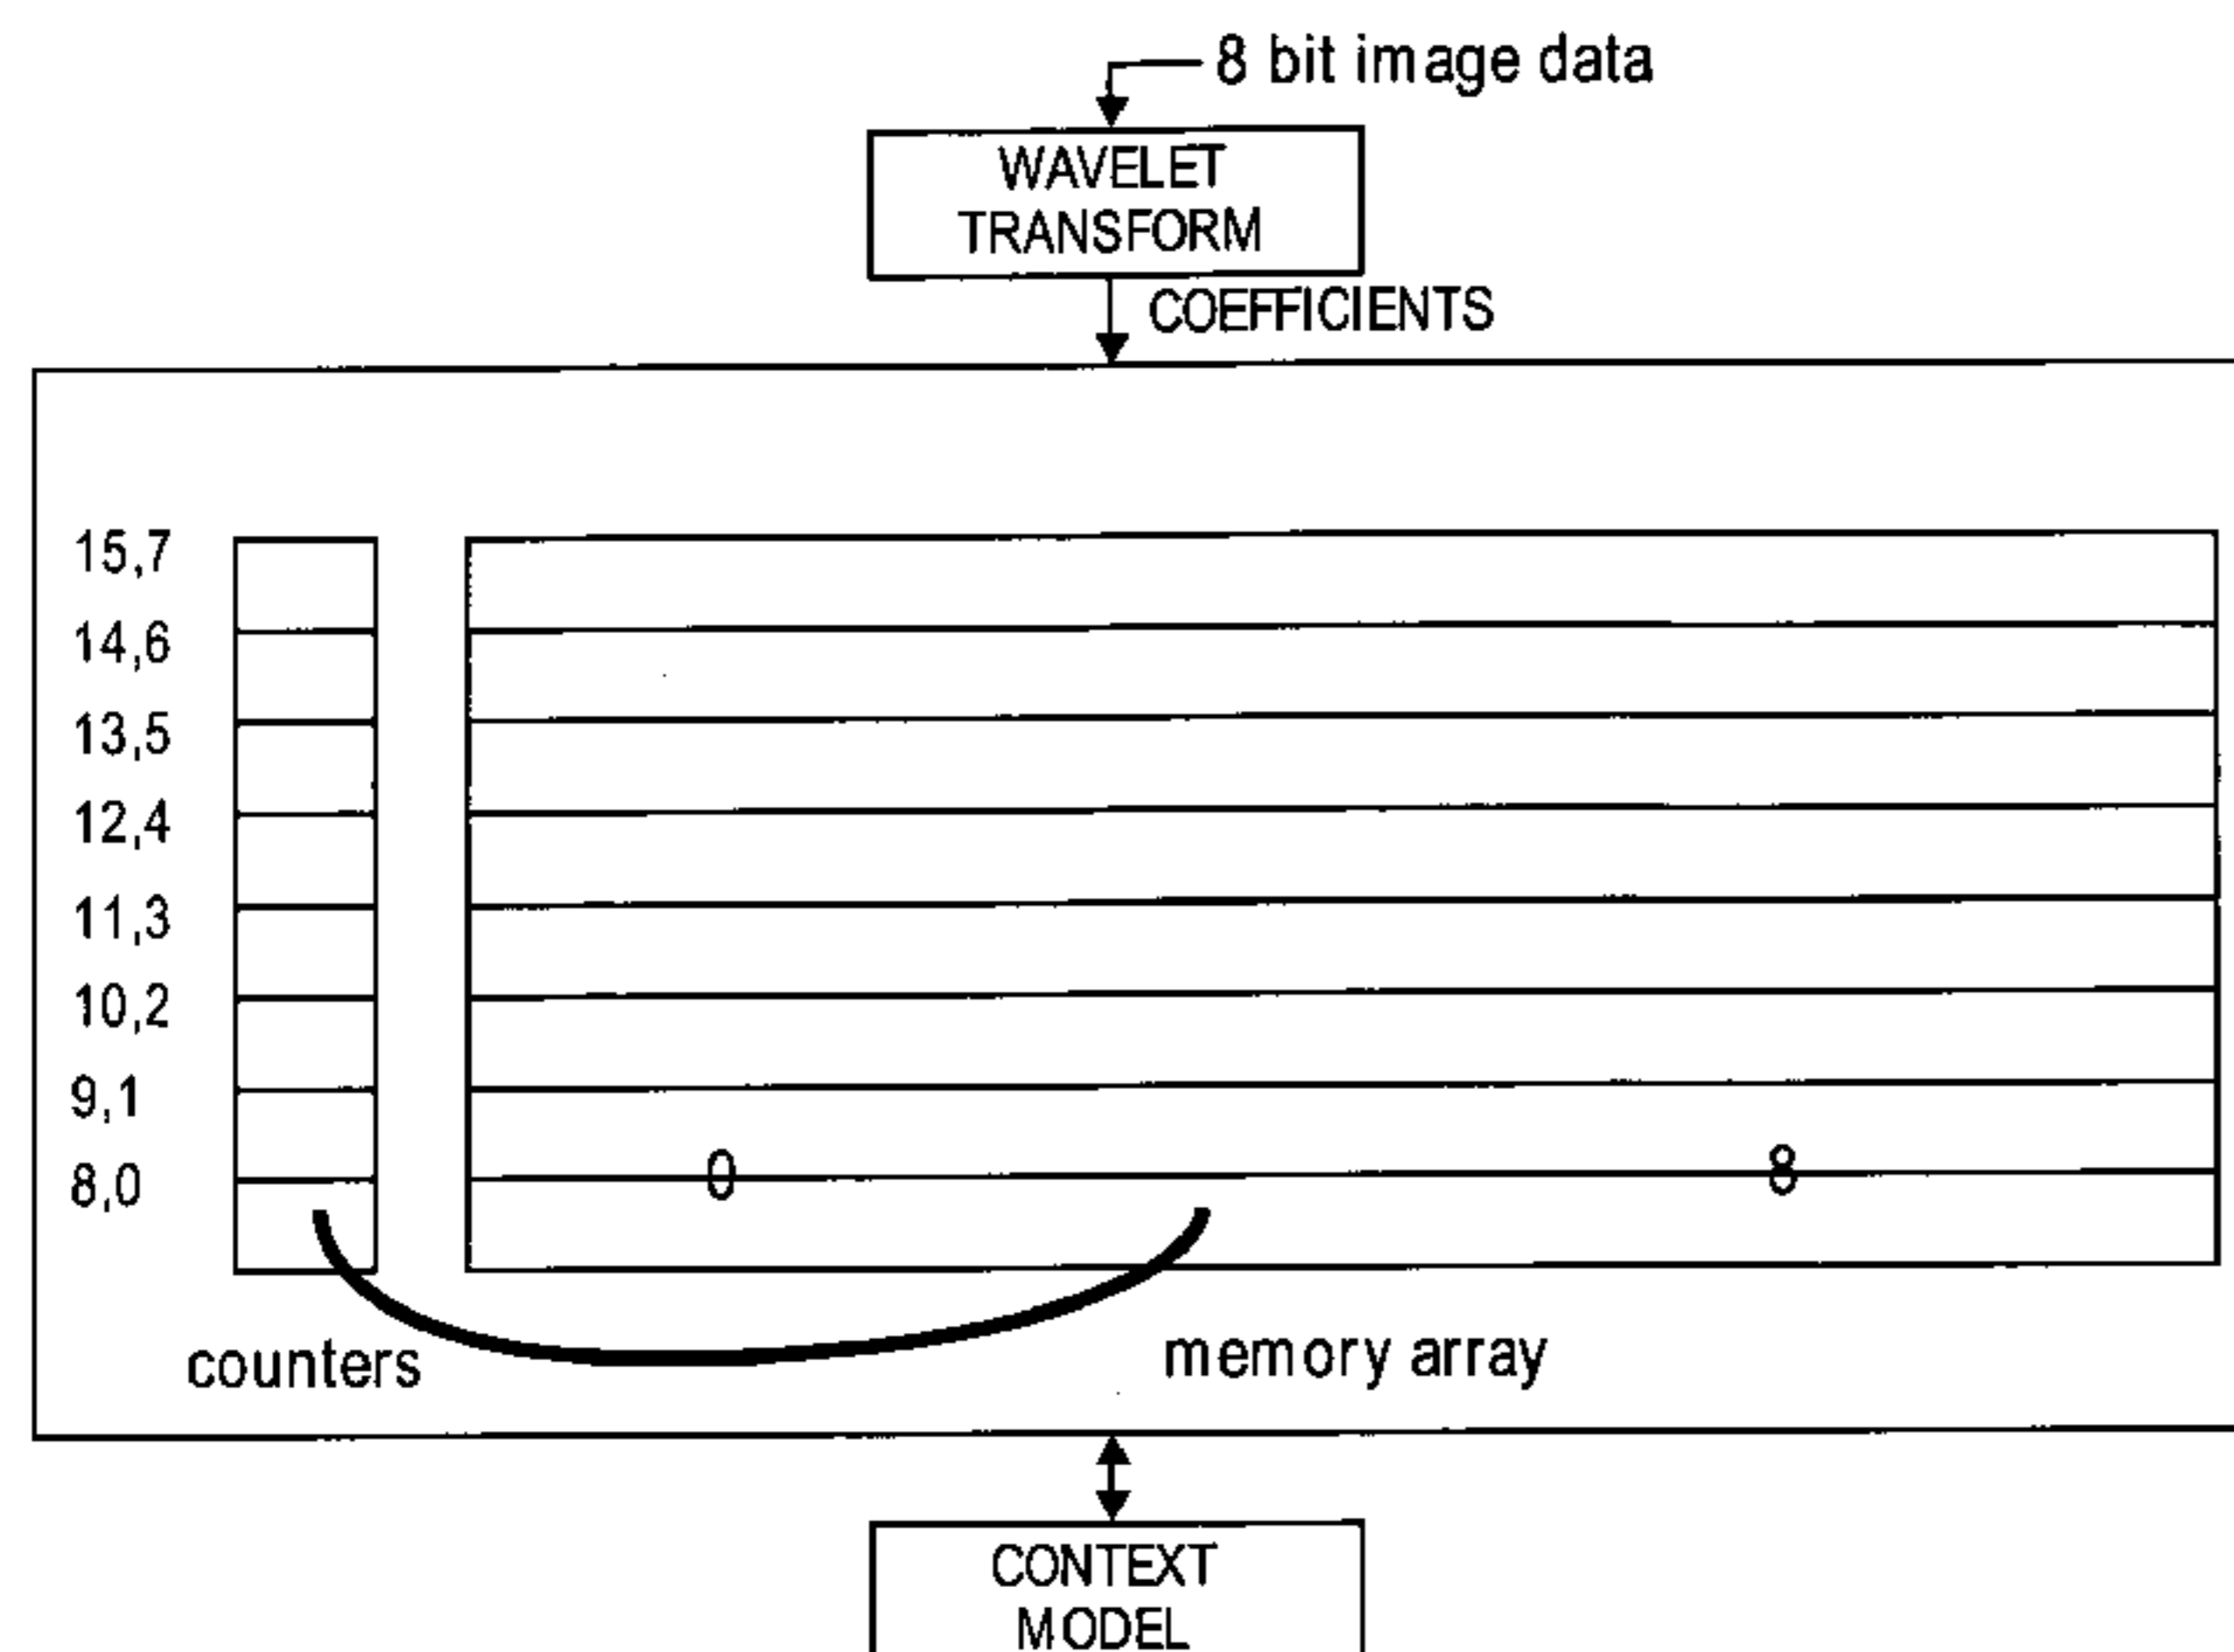 8 bit image data
WAVELET
TRANSFORM
COEFFICIENTS
15,7
14,6
13,5
12,4
11,3
10,2
9,1
8,0
0 8
counters
memory array
CONTEXT
MODEL